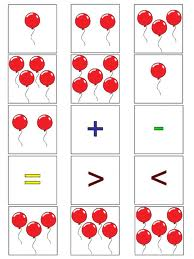 + -
= > <